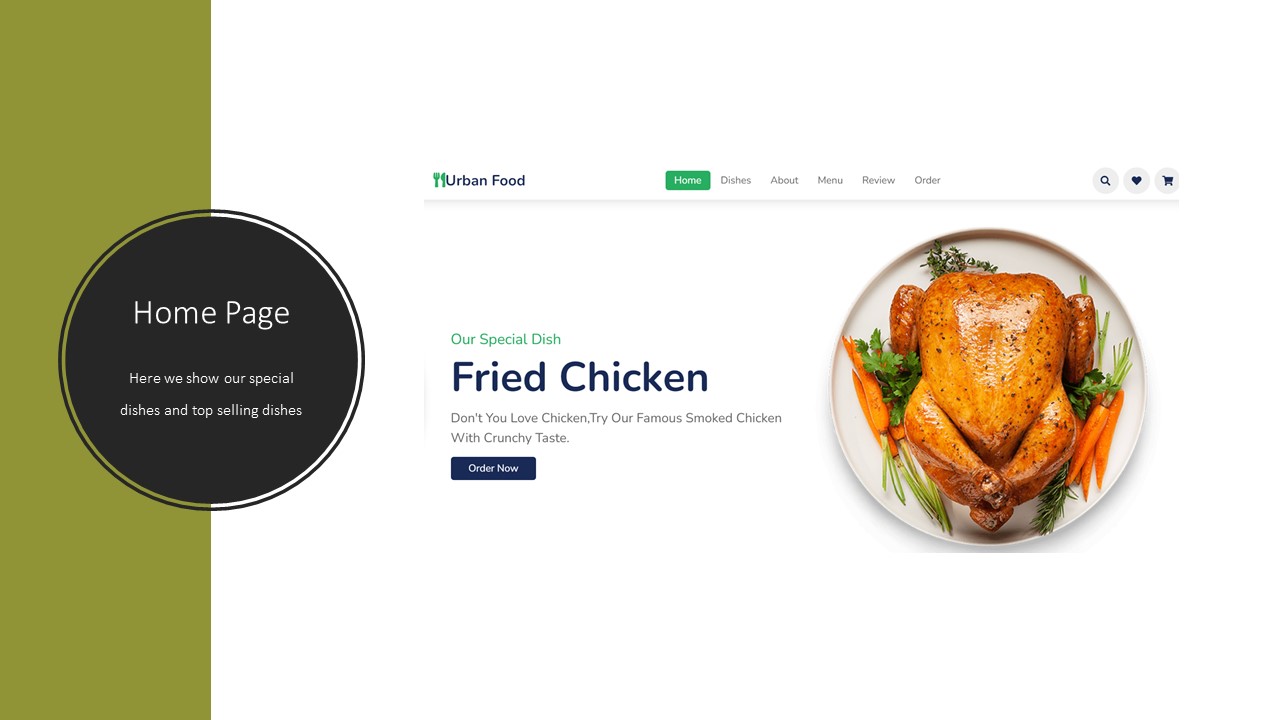 Home Page
Here we show our special
dishes and top selling dishes
Urban Food
Home Dishes About Menu Review Order
Our Special Dish
Fried Chicken
Don't You Love Chicken,Try Our Famous Smoked Chicken
With Crunchy Taste.
Order Now